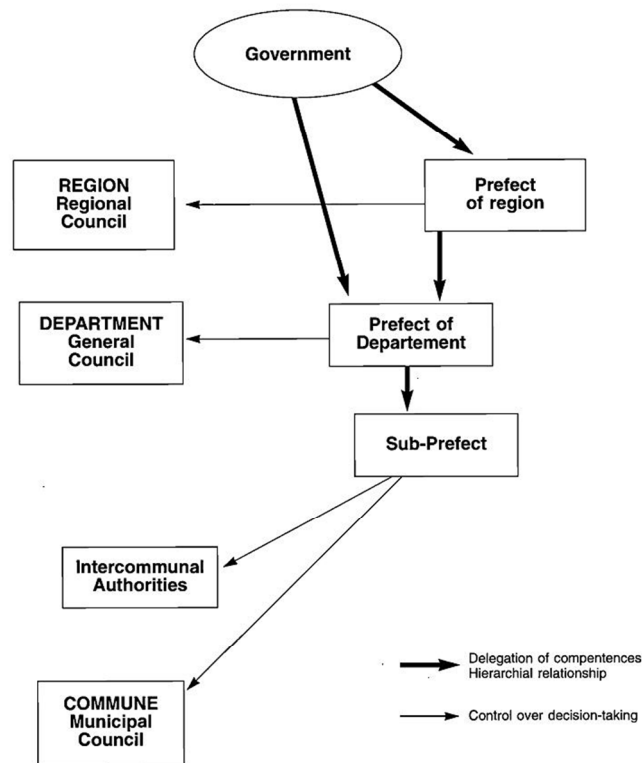 Government
REGION
Regional
Council
Prefect
of region
DEPARTMENT
General
Council
Prefect of
Departement
Sub-Prefect
Intercommunal
Authorities
COMMUNE
Municipal
Council
Delegation of compentences
Hierarchial relationship
Control over decision-taking